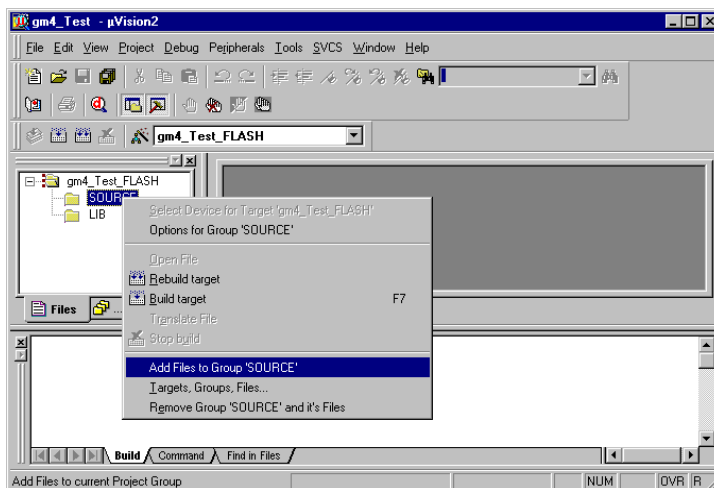 gm4_Test - µVision2
File Edit View Project Debug Peripherals Tools SVCS Window Help
gm4_Test_FLASH
gm4_Test_FLASH
SOURCE
LIB
Select Device for Target 'gm4_Test_FLASH'
Options for Group 'SOURCE'
Open File
Rebuild target
Build target F7
Translate File
Stop build
Add Files to Group 'SOURCE'
Targets, Groups, Files...
Remove Group 'SOURCE' and it's Files
Files ...
Build Command Find in Files
Add Files to current Project Group NUM OVR R